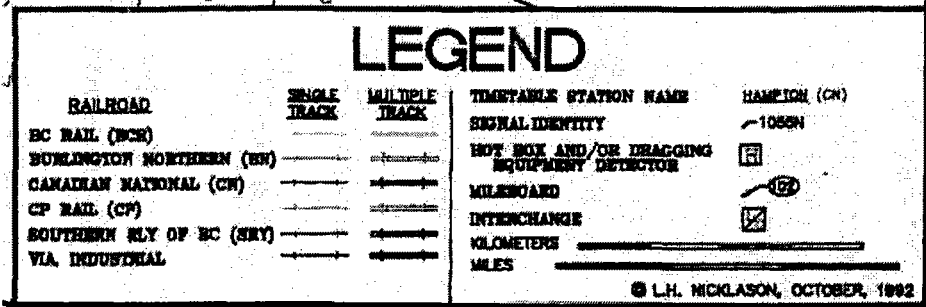 LEGEND
RAILROAD
SINGLE TRACK
MULTIPLE TRACK
BC RAIL (BCR)
BURLINGTON NORTHERN (BN)
CANADIAN NATIONAL (CN)
CP RAIL (CP)
SOUTHERN RLY OF BC (SRY)
VIA, INDUSTRIAL
TIMETABLE STATION NAME HAMPTON (CN)
SIGNAL IDENTITY 1055N
HOT BOX AND/OR DRAGGING
EQUIPMENT DETECTOR H
MILEBOARD
INTERCHANGE
KILOMETERS
MILES
© L.H. NICKLASON, OCTOBER, 1992